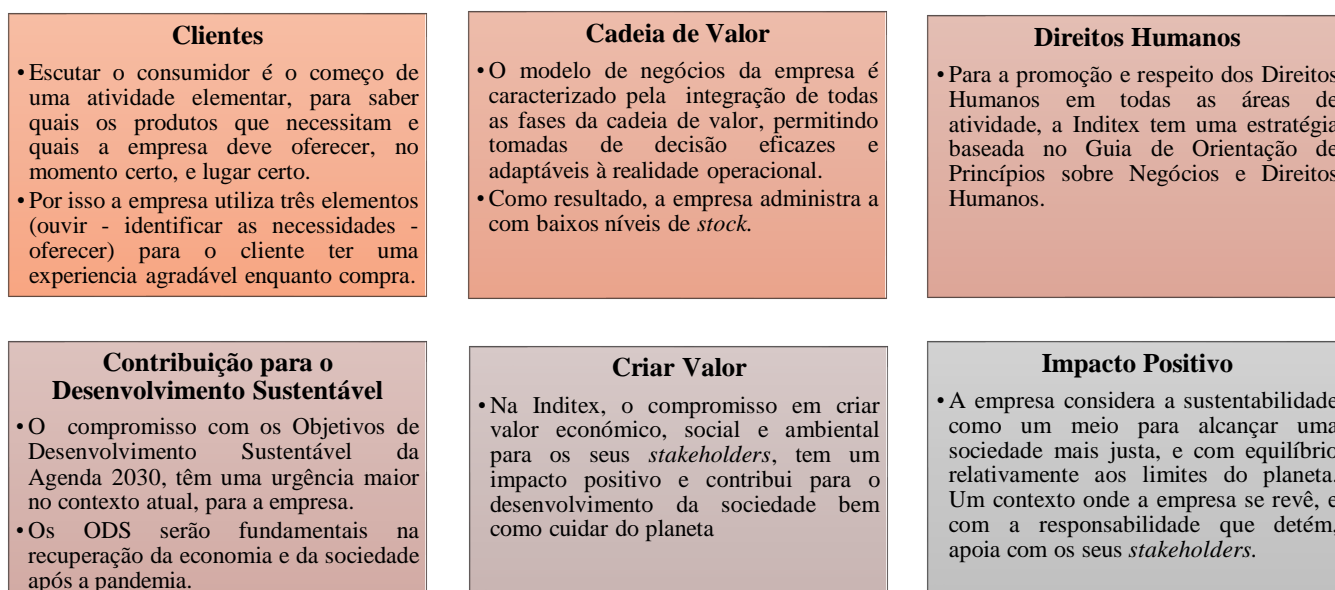 Clientes
• Escutar o consumidor é o começo de
uma atividade elementar, para saber
quais os produtos que necessitam e
quais a empresa deve oferecer, no
momento certo, e lugar certo.
• Por isso a empresa utiliza três elementos
(ouvir - identificar as necessidades -
oferecer) para o cliente ter uma
experiencia agradável enquanto compra.
Cadeia de Valor
• O modelo de negócios da empresa é
caracterizado pela integração de todas
as fases da cadeia de valor, permitindo
tomadas de decisão eficazes e
adaptáveis à realidade operacional.
• Como resultado, a empresa administra a
com baixos níveis de stock.
Direitos Humanos
• Para a promoção e respeito dos Direitos
Humanos em todas as áreas de
atividade, a Inditex tem uma estratégia
baseada no Guia de Orientação de
Princípios sobre Negócios e Direitos
Humanos.
Contribuição para o
Desenvolvimento Sustentável
• O compromisso com os Objetivos de
Desenvolvimento Sustentável da
Agenda 2030, têm uma urgência maior
no contexto atual, para a empresa.
• Os ODS serão fundamentais na
recuperação da economia e da sociedade
após a pandemia.
Criar Valor
• Na Inditex, o compromisso em criar
valor económico, social e ambiental
para os seus stakeholders, tem um
impacto positivo e contribui para o
desenvolvimento da sociedade bem
como cuidar do planeta
Impacto Positivo
• A empresa considera a sustentabilidade
como um meio para alcançar uma
sociedade mais justa, e com equilíbrio
relativamente aos limites do planeta.
Um contexto onde a empresa se revê, e
com a responsabilidade que detém,
apoia com os seus stakeholders.